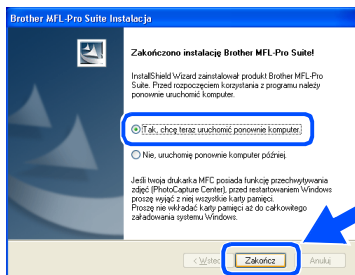 Brother MFL-Pro Suite Instalacja
Zakończono instalację Brother MFL-Pro Suite!
InstallShield Wizard zainstalował produkt Brother MFL-Pro
Suite. Przed rozpoczęciem korzystania z programu należy
ponownie uruchomić komputer.
Tak, chcę teraz uruchomić ponownie komputer.
Nie, uruchomię ponownie komputer później.
Jeśli twoja drukarka MFC posiada funkcję przechwytywania
zdjęć (PhotoCapture Center), przed restartowaniem Windows
proszę wyjąć z niej wszystkie karty pamięci.
Proszę nie wkładać karty pamięci aż do całkowitego
załadowania systemu Windows.
< Wstecz Zakończ Anuluj